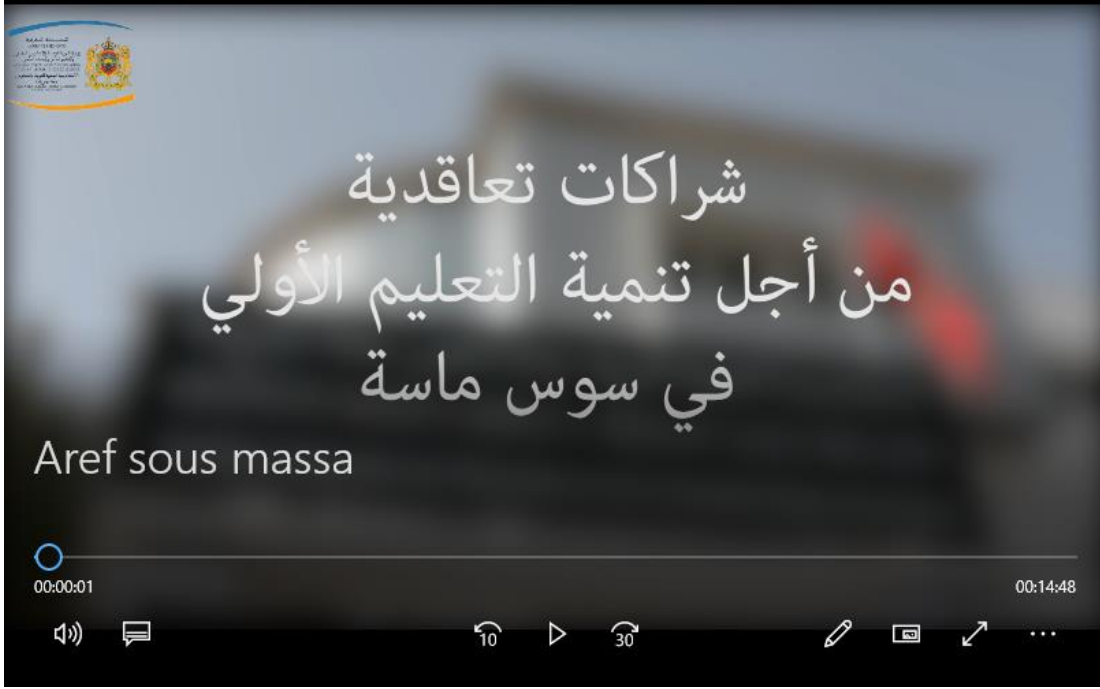 شراكات تعاقدية
من أجل تنمية التعليم الأولي
في سوس ماسة
Aref sous massa
00:00:01
00:14:48
10
30